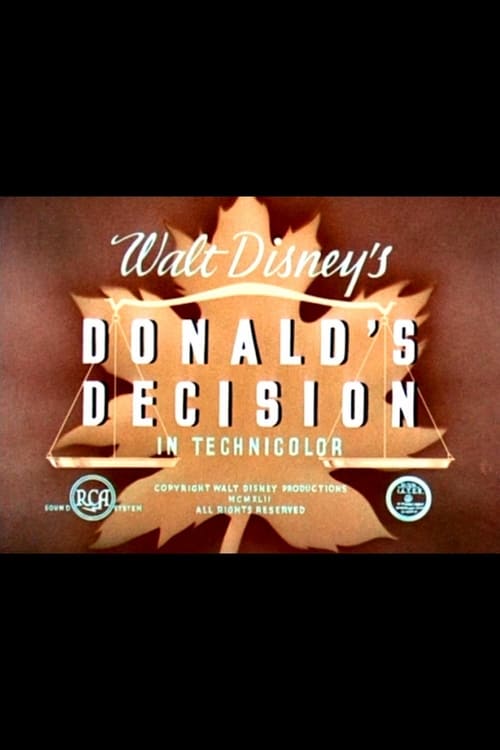 Walt Disney's
DONALD'S
DECISION
IN TECHNICOLOR
COPYRIGHT WALT DISNEY PRODUCTIONS
MCMXLII
ALL RIGHTS RESERVED
SOUND RCA SYSTEM